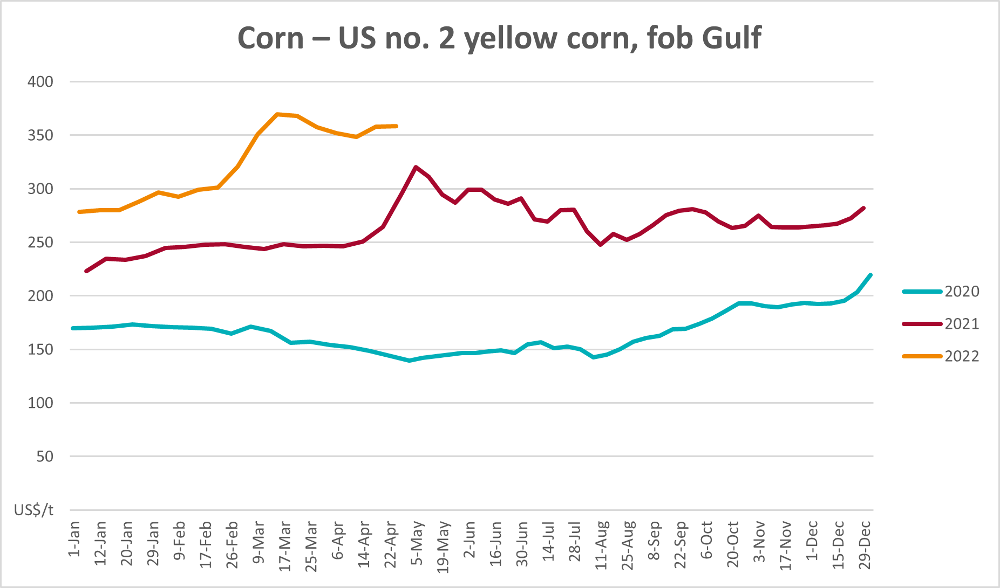 Corn – US no. 2 yellow corn, fob Gulf
400
350
300
250
200
150
100
50
US$/t
1-Jan
12-Jan
20-Jan
29-Jan
9-Feb
17-Feb
26-Feb
9-Mar
17-Mar
25-Mar
6-Apr
14-Apr
22-Apr
5-May
19-May
2-Jun
16-Jun
30-Jun
14-Jul
28-Jul
11-Aug
25-Aug
8-Sep
22-Sep
6-Oct
20-Oct
3-Nov
17-Nov
1-Dec
15-Dec
29-Dec
2020
2021
2022